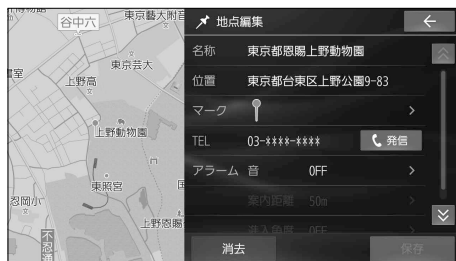 谷中六
東京藝大附音
東京芸大
室
上野高
上野動物園
東照宮
忍岡小
上野恩賜
不忍通
地点編集
名称 東京都恩賜上野動物園
位置 東京都台東区上野公園9-83
マーク
TEL 03-****-**** 発信
アラーム 音 OFF
案内距離 50m
進入角度 OFF
消去 保存